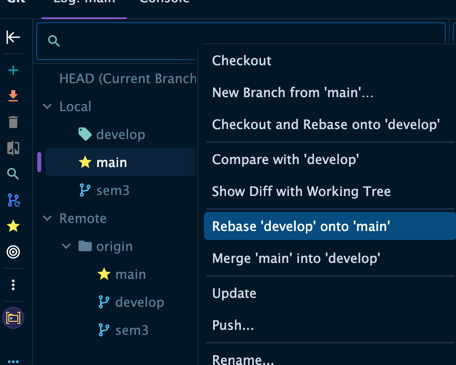 Git Log: main Console
HEAD (Current Branch
Local
develop
main
sem3
Remote
origin
main
develop
sem3
Checkout
New Branch from 'main'...
Checkout and Rebase onto 'develop'
Compare with 'develop'
Show Diff with Working Tree
Rebase 'develop' onto 'main'
Merge 'main' into 'develop'
Update
Push...
Rename...